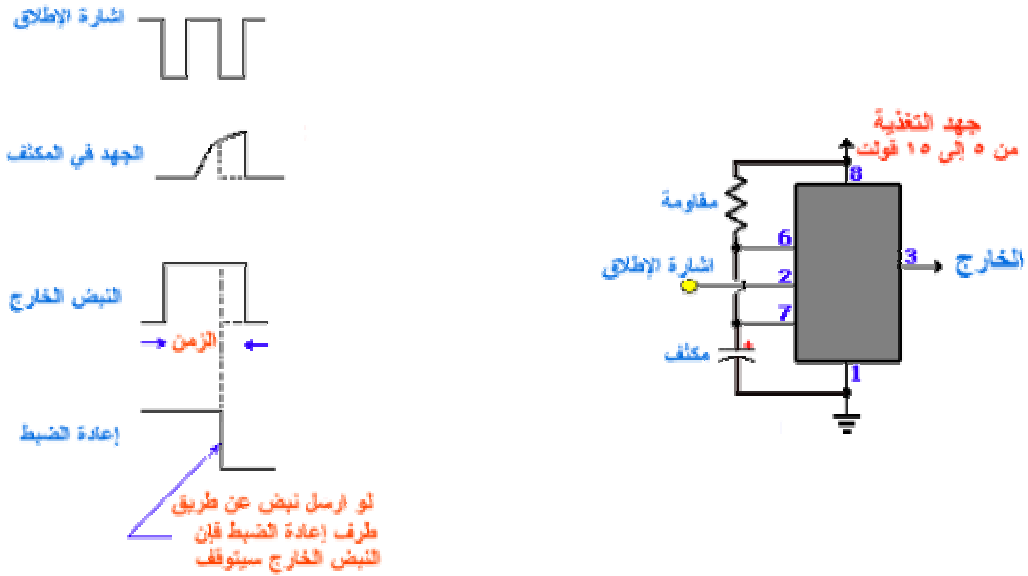 اشارة الإطلاق
الجهد في المكثف
النبض الخارج
الزمن
إعادة الضبط
لو ارسل نبض عن طريق
طرف إعادة الضبط فإن
النبض الخارج سيتوقف
جهد التغذية
من ٥ إلى ١٥ فولت
8
مقاومة
6
اشارة الإطلاق
2
3
الخارج
7
مكثف
+
1